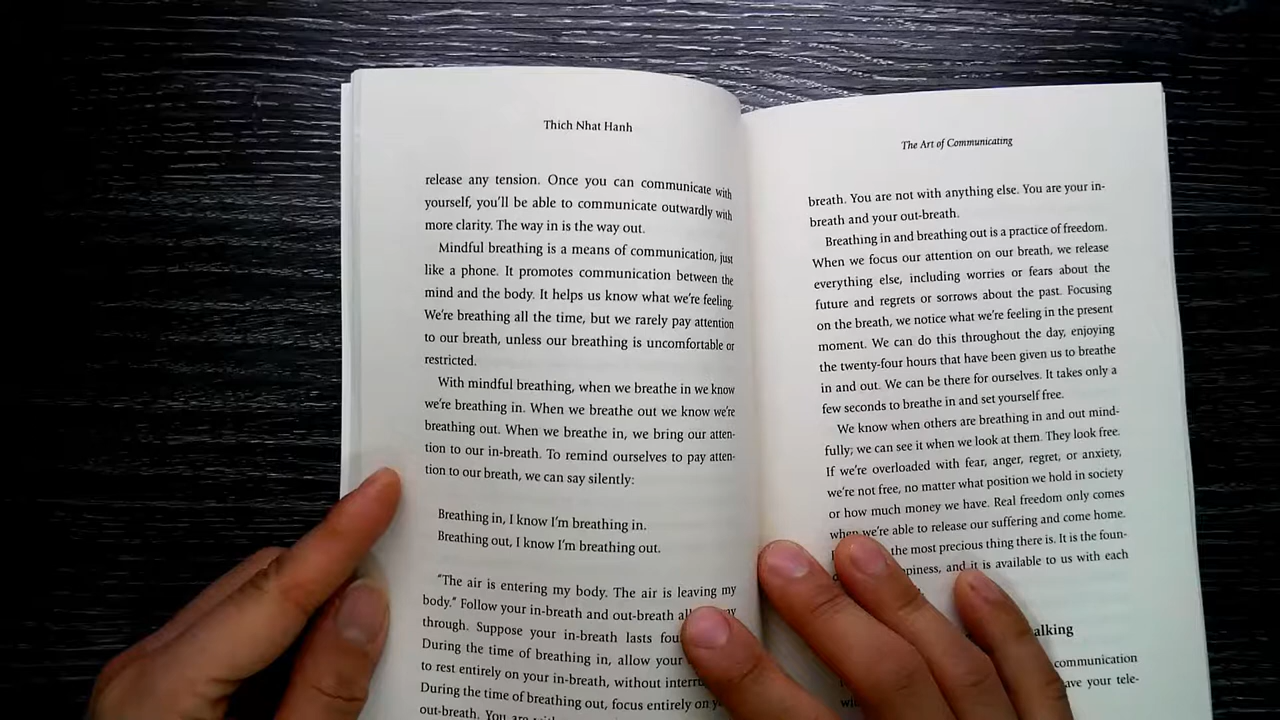 Thich Nhat Hanh
release any tension. Once you can communicate with
yourself, you'll be able to communicate outwardly with
more clarity. The way in is the way out.
Mindful breathing is a means of communication, just
like a phone. It promotes communication between the
mind and the body. It helps us know what we're feeling.
We're breathing all the time, but we rarely pay attention
to our breath, unless our breathing is uncomfortable or
restricted.
With mindful breathing, when we breathe in we know
we're breathing in. When we breathe out we know we're
breathing out. When we breathe in, we bring our atten-
tion to our in-breath. To remind ourselves to pay atten-
tion to our breath, we can say silently:
Breathing in, I know I'm breathing in.
Breathing out, I know I'm breathing out.
"The air is entering my body. The air is leaving my
body." Follow your in-breath and out-breath
through. Suppose your in-breath lasts
During the time of breathing in, allow your
to rest entirely on your in-breath, without
During the time of breathing out, focus entirely on
out-breath. You are
The Art of Communicating
breath. You are not with anything else. You are your in-
breath and your out-breath.
Breathing in and breathing out is a practice of freedom.
When we focus our attention on our breath, we release
everything else, including worries or fears about the
future and regrets or sorrows about the past. Focusing
on the breath, we notice what we're feeling in the present
moment. We can do this throughout the day, enjoying
the twenty-four hours that have been given us to breathe
in and out. We can be there for ourselves. It takes only a
few seconds to breathe in and set yourself free.
We know when others are breathing in and out mind-
fully; we can see it when we look at them. They look free.
If we're overloaded with fear, anger, regret, or anxiety,
we're not free, no matter what position we hold in society
or how much money we have. Real freedom only comes
when we're able to release our suffering and come home.
the most precious thing there is. It is the foun-
and it is available to us with each
communication
your tele-